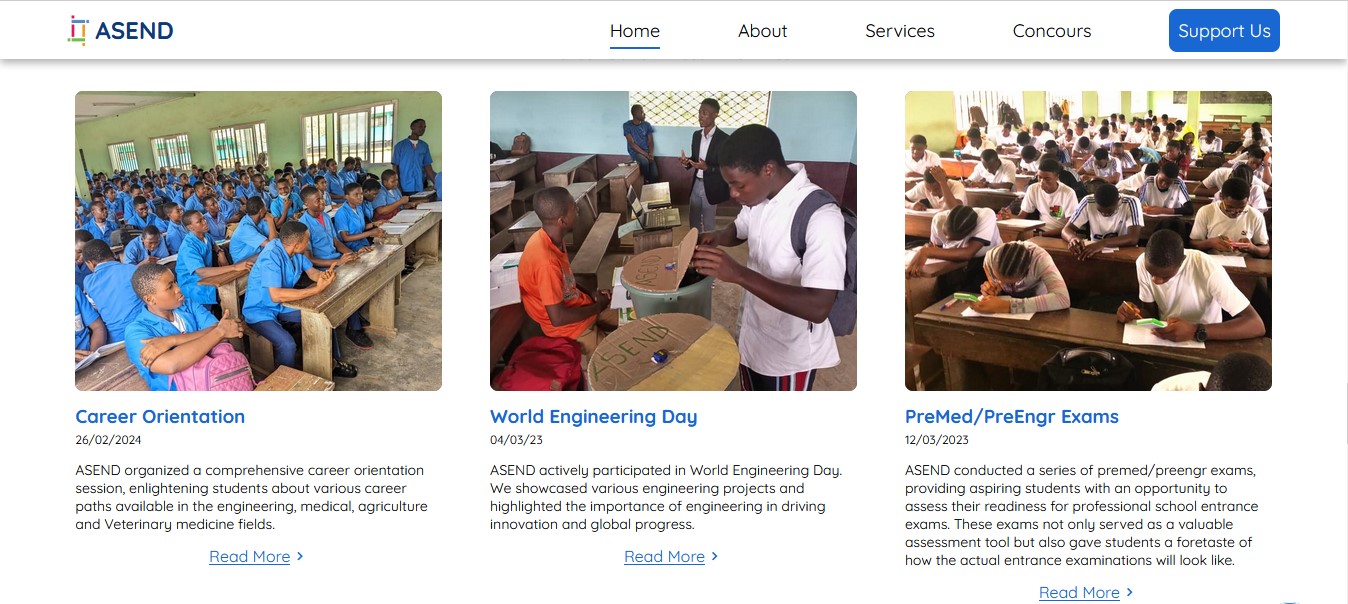 ASEND
Home
About
Services
Concours
Support Us
ASEND
ASEND
Career Orientation
26/02/2024
ASEND organized a comprehensive career orientation
session, enlightening students about various career
paths available in the engineering, medical, agriculture
and Veterinary medicine fields.
Read More
World Engineering Day
04/03/23
ASEND actively participated in World Engineering Day.
We showcased various engineering projects and
highlighted the importance of engineering in driving
innovation and global progress.
Read More
PreMed/PreEngr Exams
12/03/2023
ASEND conducted a series of premed/preengr exams,
providing aspiring students with an opportunity to
assess their readiness for professional school entrance
exams. These exams not only served as a valuable
assessment tool but also gave students a foretaste of
how the actual entrance examinations will look like.
Read More